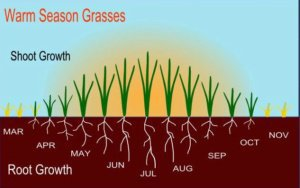 Warm Season Grasses
Shoot Growth
MAR
APR
MAY
JUN
JUL
AUG
SEP
OCT
NOV
Root Growth